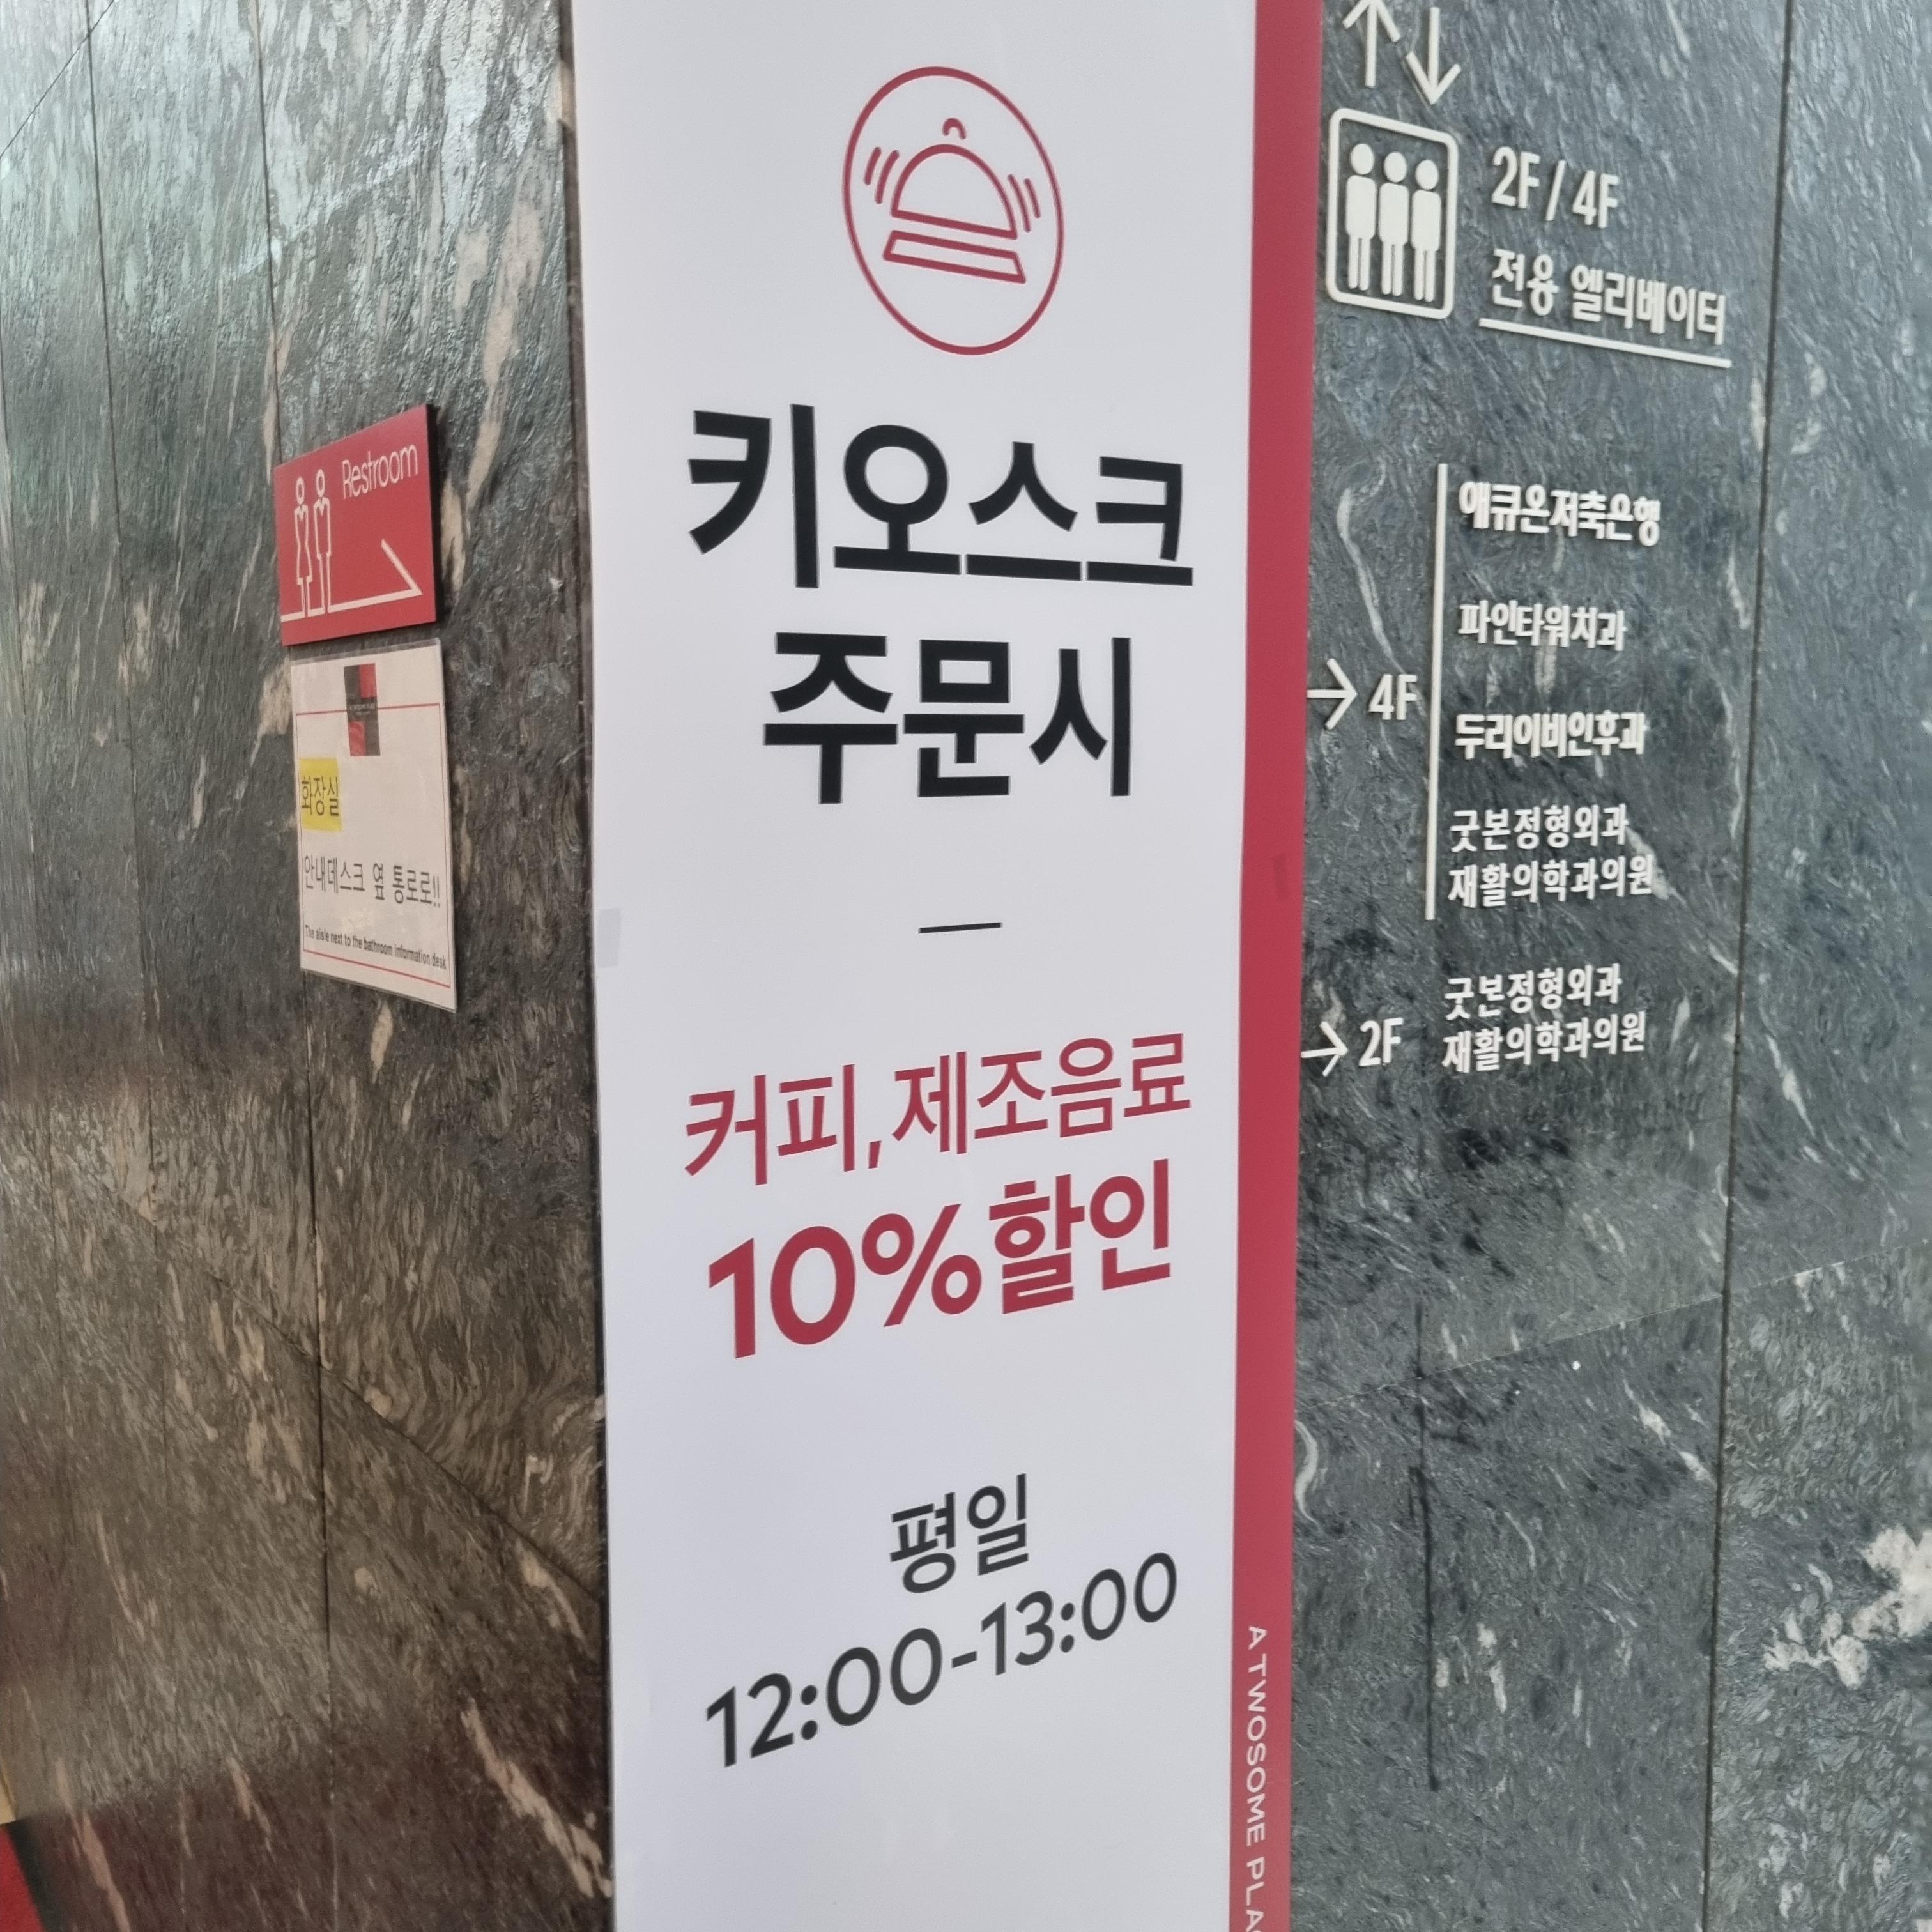 Restroom
화장실
안내데스크 옆 통로로!!
The aisle next to the bathroom information desk
키오스크
주문시
커피,제조음료
10%할인
평일
12:00-13:00
A TWOSOME PLA
2F / 4F
전용 엘리베이터
4F
애큐온저축은행
파인타워치과
두리이비인후과
굿본정형외과
재활의학과의원
2F
굿본정형외과
재활의학과의원